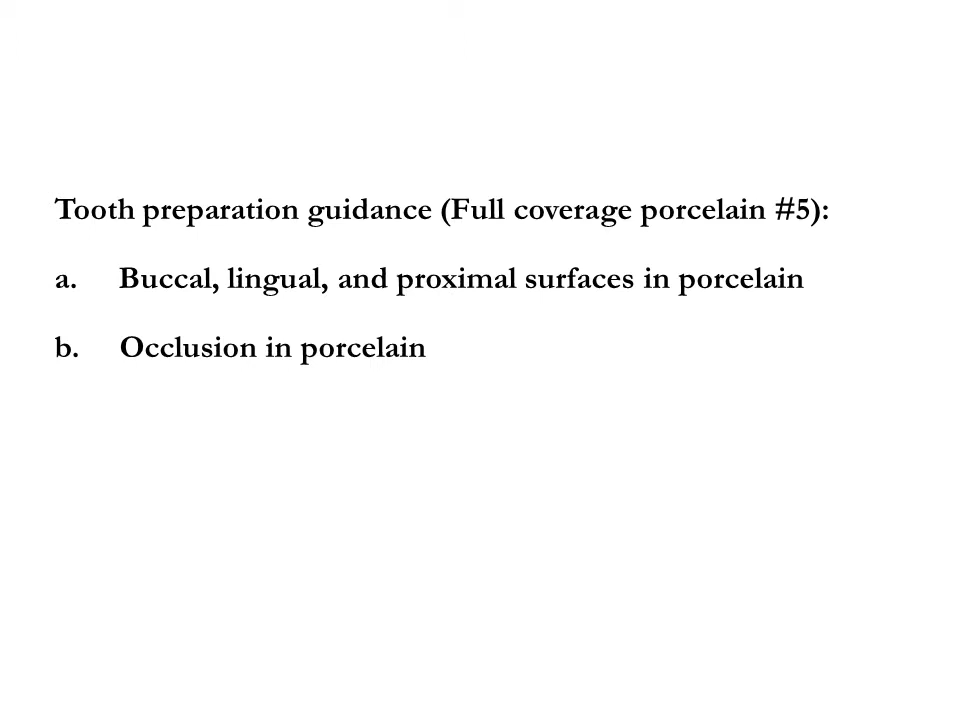 Tooth preparation guidance (Full coverage porcelain #5):
a. Buccal, lingual, and proximal surfaces in porcelain
b. Occlusion in porcelain